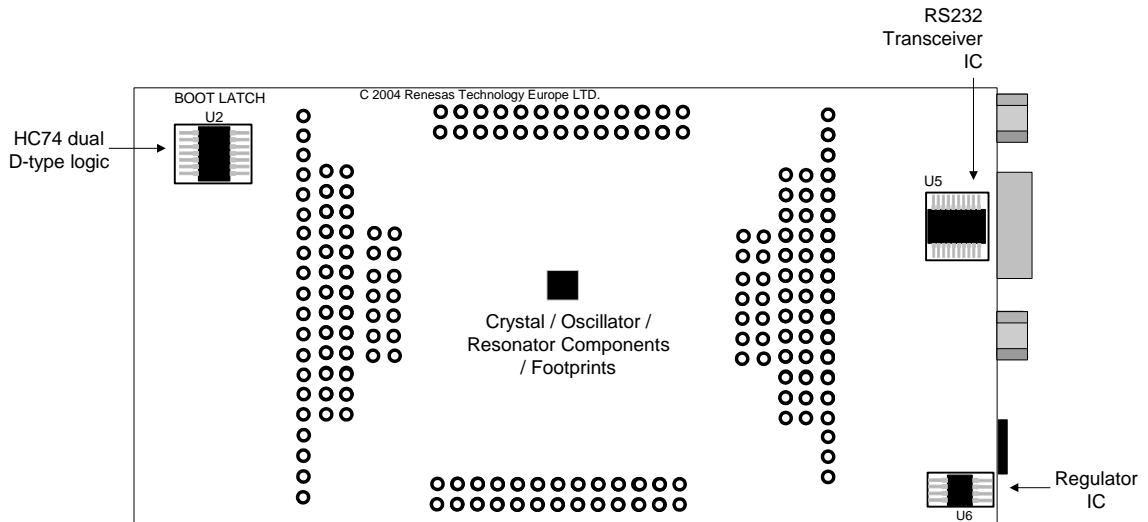 RS232
Transceiver
IC
BOOT LATCH
C 2004 Renesas Technology Europe LTD.
U2
HC74 dual
D-type logic
U5
Crystal / Oscillator /
Resonator Components
/ Footprints
Regulator
IC
U6